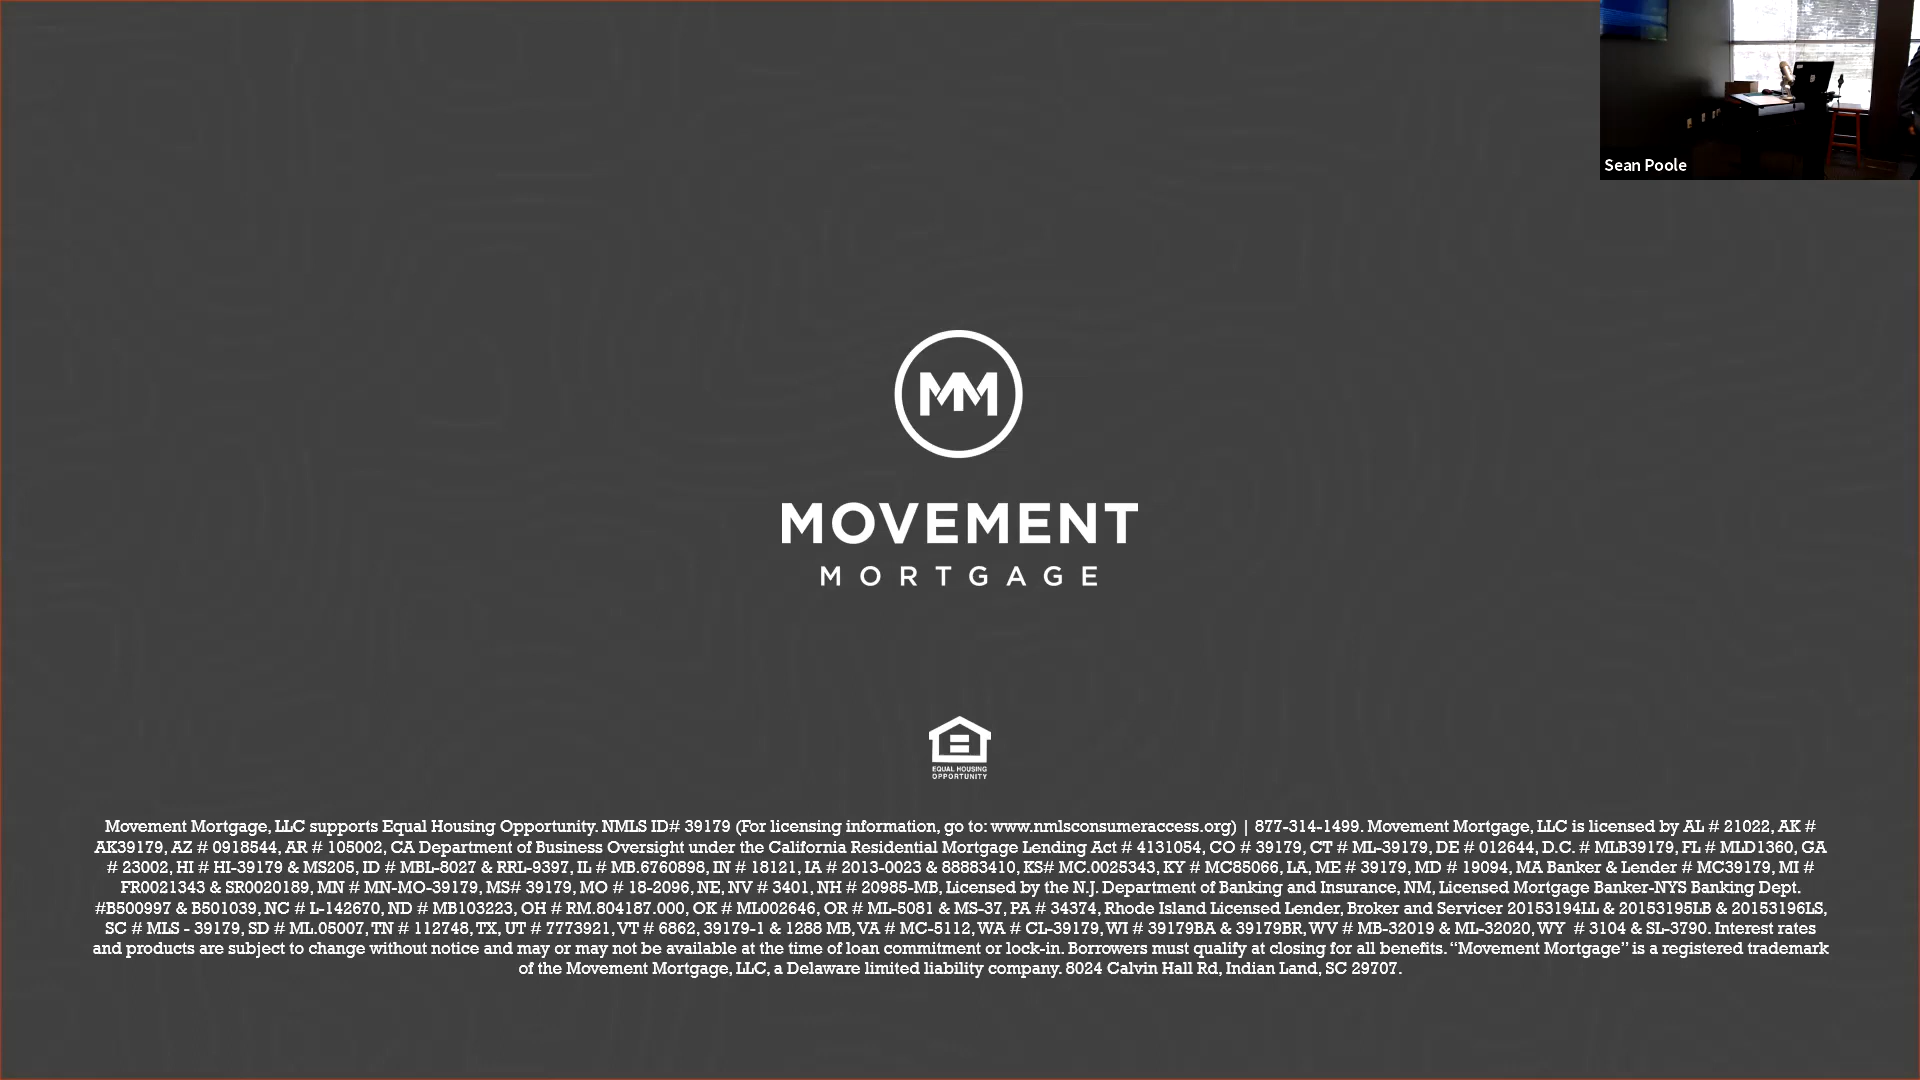 Sean Poole
MM
MOVEMENT
MORTGAGE
EQUAL HOUSING
OPPORTUNITY
Movement Mortgage, LLC supports Equal Housing Opportunity. NMLS ID# 39179 (For licensing information, go to: www.nmlsconsumeraccess.org) | 877-314-1499. Movement Mortgage, LLC is licensed by AL # 21022, AK #
AK39179, AZ # 0918544, AR # 105002, CA Department of Business Oversight under the California Residential Mortgage Lending Act # 4131054, CO # 39179, CT # ML-39179, DE # 012644, D.C. # MLB39179, FL # MLD1360, GA
# 23002, HI # HI-39179 & MS205, ID # MBL-8027 & RRL-9397, IL # MB.6760898, IN # 18121, IA # 2013-0023 & 88883410, KS# MC.0025343, KY # MC85066, LA, ME # 39179, MD # 19094, MA Banker & Lender # MC39179, MI #
FR0021343 & SR0020189, MN # MN-MO-39179, MS# 39179, MO # 18-2096, NE, NV # 3401, NH # 20985-MB, Licensed by the N.J. Department of Banking and Insurance, NM, Licensed Mortgage Banker-NYS Banking Dept.
#B500997 & B501039, NC # L-142670, ND # MB103223, OH # RM.804187.000, OK # ML002646, OR # ML-5081 & MS-37, PA # 34374, Rhode Island Licensed Lender, Broker and Servicer 20153194LL & 20153195LB & 20153196LS,
SC # MLS - 39179, SD # ML.05007, TN # 112748, TX, UT # 7773921, VT # 6862, 39179-1 & 1288 MB, VA # MC-5112, WA # CL-39179, WI # 39179BA & 39179BR, WV # MB-32019 & ML-32020, WY # 3104 & SL-3790. Interest rates
and products are subject to change without notice and may or may not be available at the time of loan commitment or lock-in. Borrowers must qualify at closing for all benefits. “Movement Mortgage” is a registered trademark
of the Movement Mortgage, LLC, a Delaware limited liability company. 8024 Calvin Hall Rd, Indian Land, SC 29707.